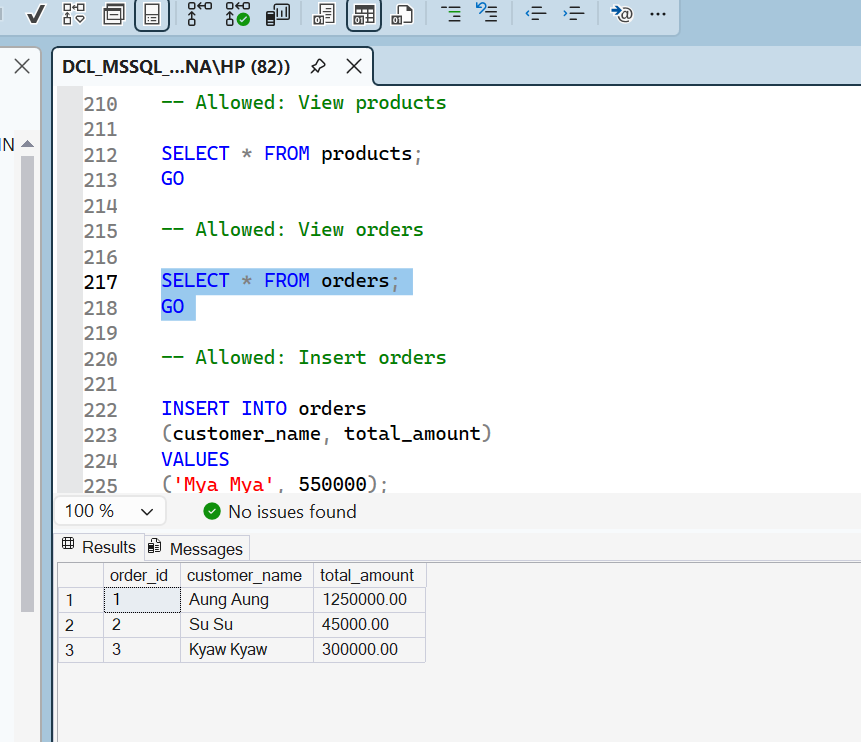 DCL_MSSQL_...NA\HP (82))
IN
210 -- Allowed: View products
211
212 SELECT * FROM products;
213 GO
214
215 -- Allowed: View orders
216
217 SELECT * FROM orders;
218 GO
219
220 -- Allowed: Insert orders
221
222 INSERT INTO orders
223 (customer_name, total_amount)
224 VALUES
225 ('Mya Mya', 550000);
100 % No issues found
Results Messages
order_id customer_name total_amount
1 1 Aung Aung 1250000.00
2 2 Su Su 45000.00
3 3 Kyaw Kyaw 300000.00